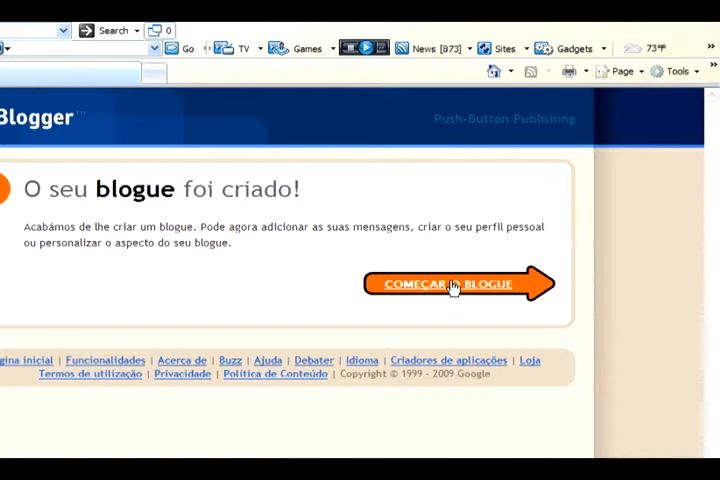 Search 0
Go TV Games News [873] Sites Gadgets 73°F »
Page Tools »
Blogger™ Push-Button Publishing
O seu blogue foi criado!
Acabámos de lhe criar um blogue. Pode agora adicionar as suas mensagens, criar o seu perfil pessoal
ou personalizar o aspecto do seu blogue.
COMEÇAR O BLOGUE
gina inicial | Funcionalidades | Acerca de | Buzz | Ajuda | Debater | Idioma | Criadores de aplicações | Loja
Termos de utilização | Privacidade | Política de Conteúdo | Copyright © 1999 - 2009 Google